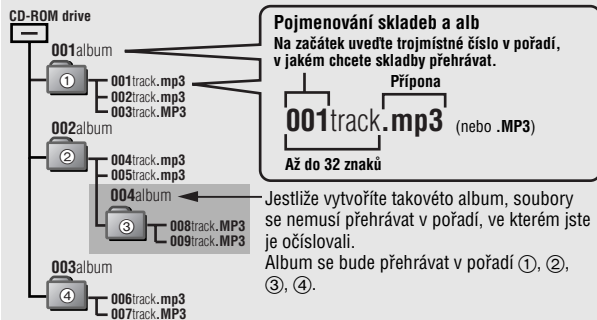 CD-ROM drive
001album
①
001track.mp3
002track.mp3
003track.MP3
002album
②
004track.mp3
005track.mp3
004album
③
008track.MP3
009track.MP3
003album
④
006track.mp3
007track.MP3
Pojmenování skladeb a alb
Na začátek uveďte trojmístné číslo v pořadí,
v jakém chcete skladby přehrávat.
Přípona
001track.mp3 (nebo .MP3)
Až do 32 znaků
Jestliže vytvoříte takovéto album, soubory
se nemusí přehrávat v pořadí, ve kterém jste
je očíslovali.
Album se bude přehrávat v pořadí ①, ②,
③, ④.